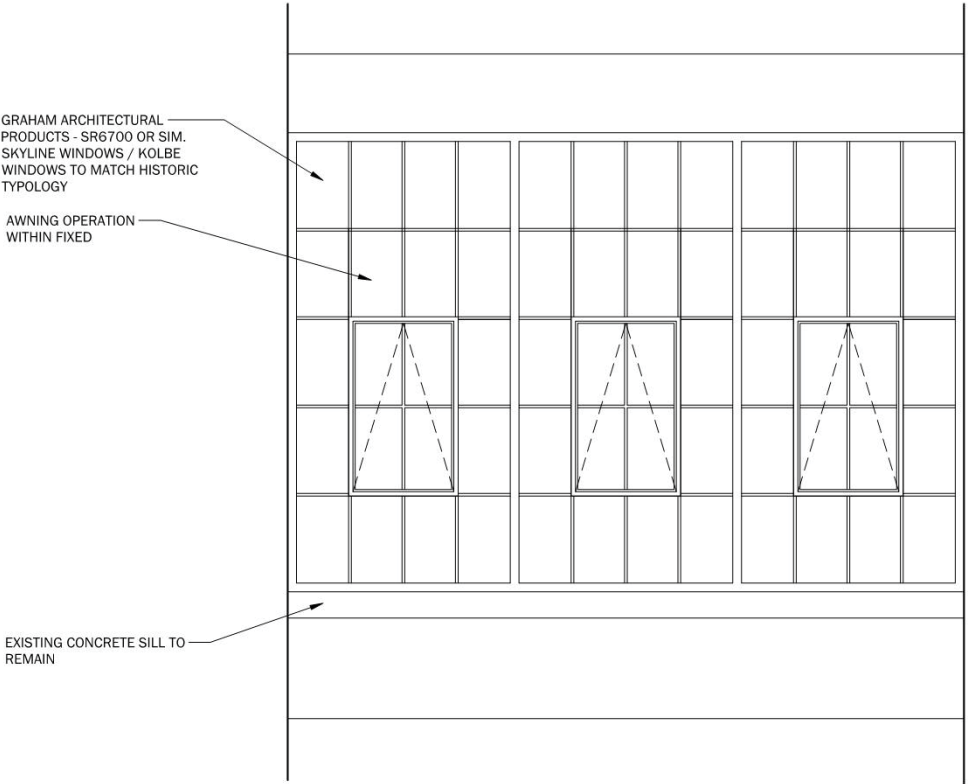 GRAHAM ARCHITECTURAL
PRODUCTS - SR6700 OR SIM.
SKYLINE WINDOWS / KOLBE
WINDOWS TO MATCH HISTORIC
TYPOLOGY
AWNING OPERATION
WITHIN FIXED
EXISTING CONCRETE SILL TO
REMAIN